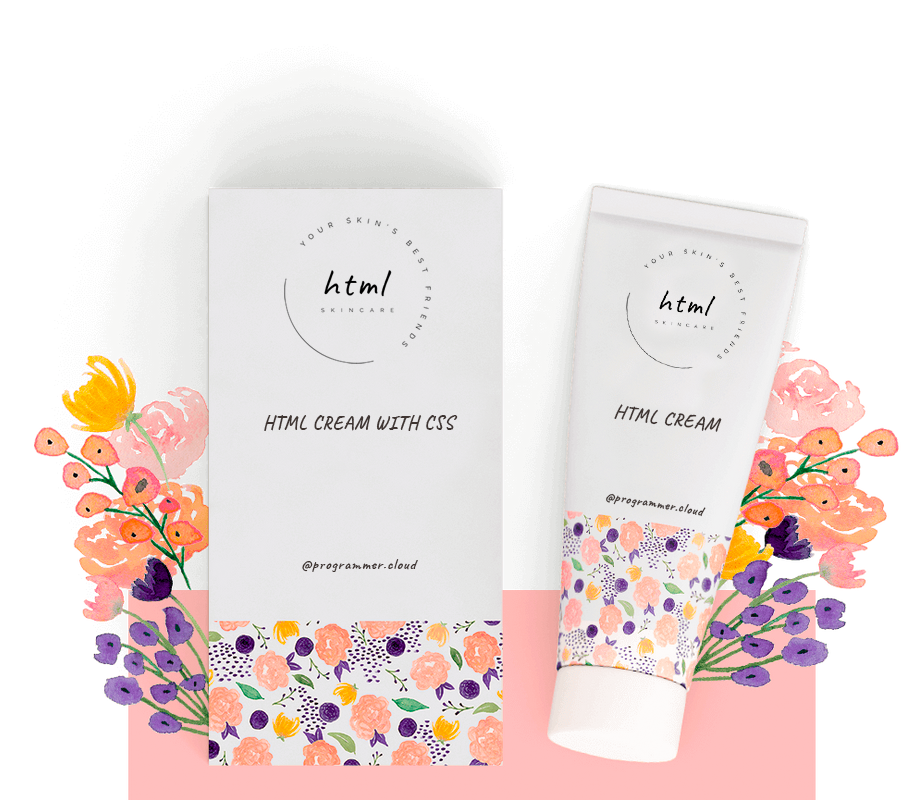 YOUR SKIN'S BEST FRIENDS
html
SKINCARE
HTML CREAM WITH CSS
@programmer.cloud
YOUR SKIN'S BEST FRIENDS
html
SKINCARE
HTML CREAM
@programmer.cloud